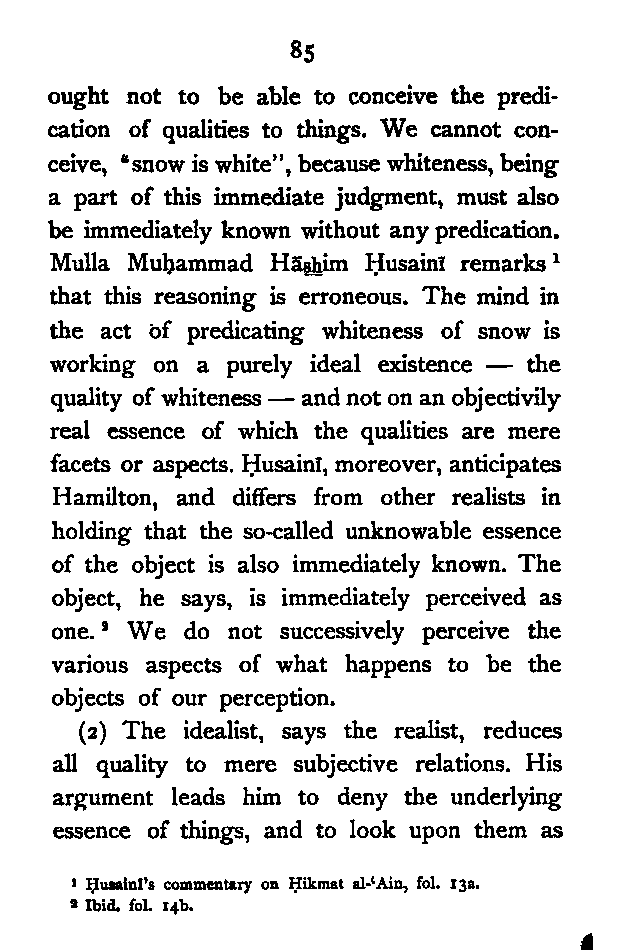 85
ought not to be able to conceive the predi-
cation of qualities to things. We cannot con-
ceive, “snow is white”, because whiteness, being
a part of this immediate judgment, must also
be immediately known without any predication.
Mulla Muḥammad Hās͟him Ḥusainī remarks ¹
that this reasoning is erroneous. The mind in
the act of predicating whiteness of snow is
working on a purely ideal existence — the
quality of whiteness — and not on an objectivily
real essence of which the qualities are mere
facets or aspects. Ḥusainī, moreover, anticipates
Hamilton, and differs from other realists in
holding that the so-called unknowable essence
of the object is also immediately known. The
object, he says, is immediately perceived as
one. ² We do not successively perceive the
various aspects of what happens to be the
objects of our perception.
(2) The idealist, says the realist, reduces
all quality to mere subjective relations. His
argument leads him to deny the underlying
essence of things, and to look upon them as
¹ Ḥusainī's commentary on Ḥikmat al-‘Ain, fol. 13a.
² Ibid. fol. 14b.